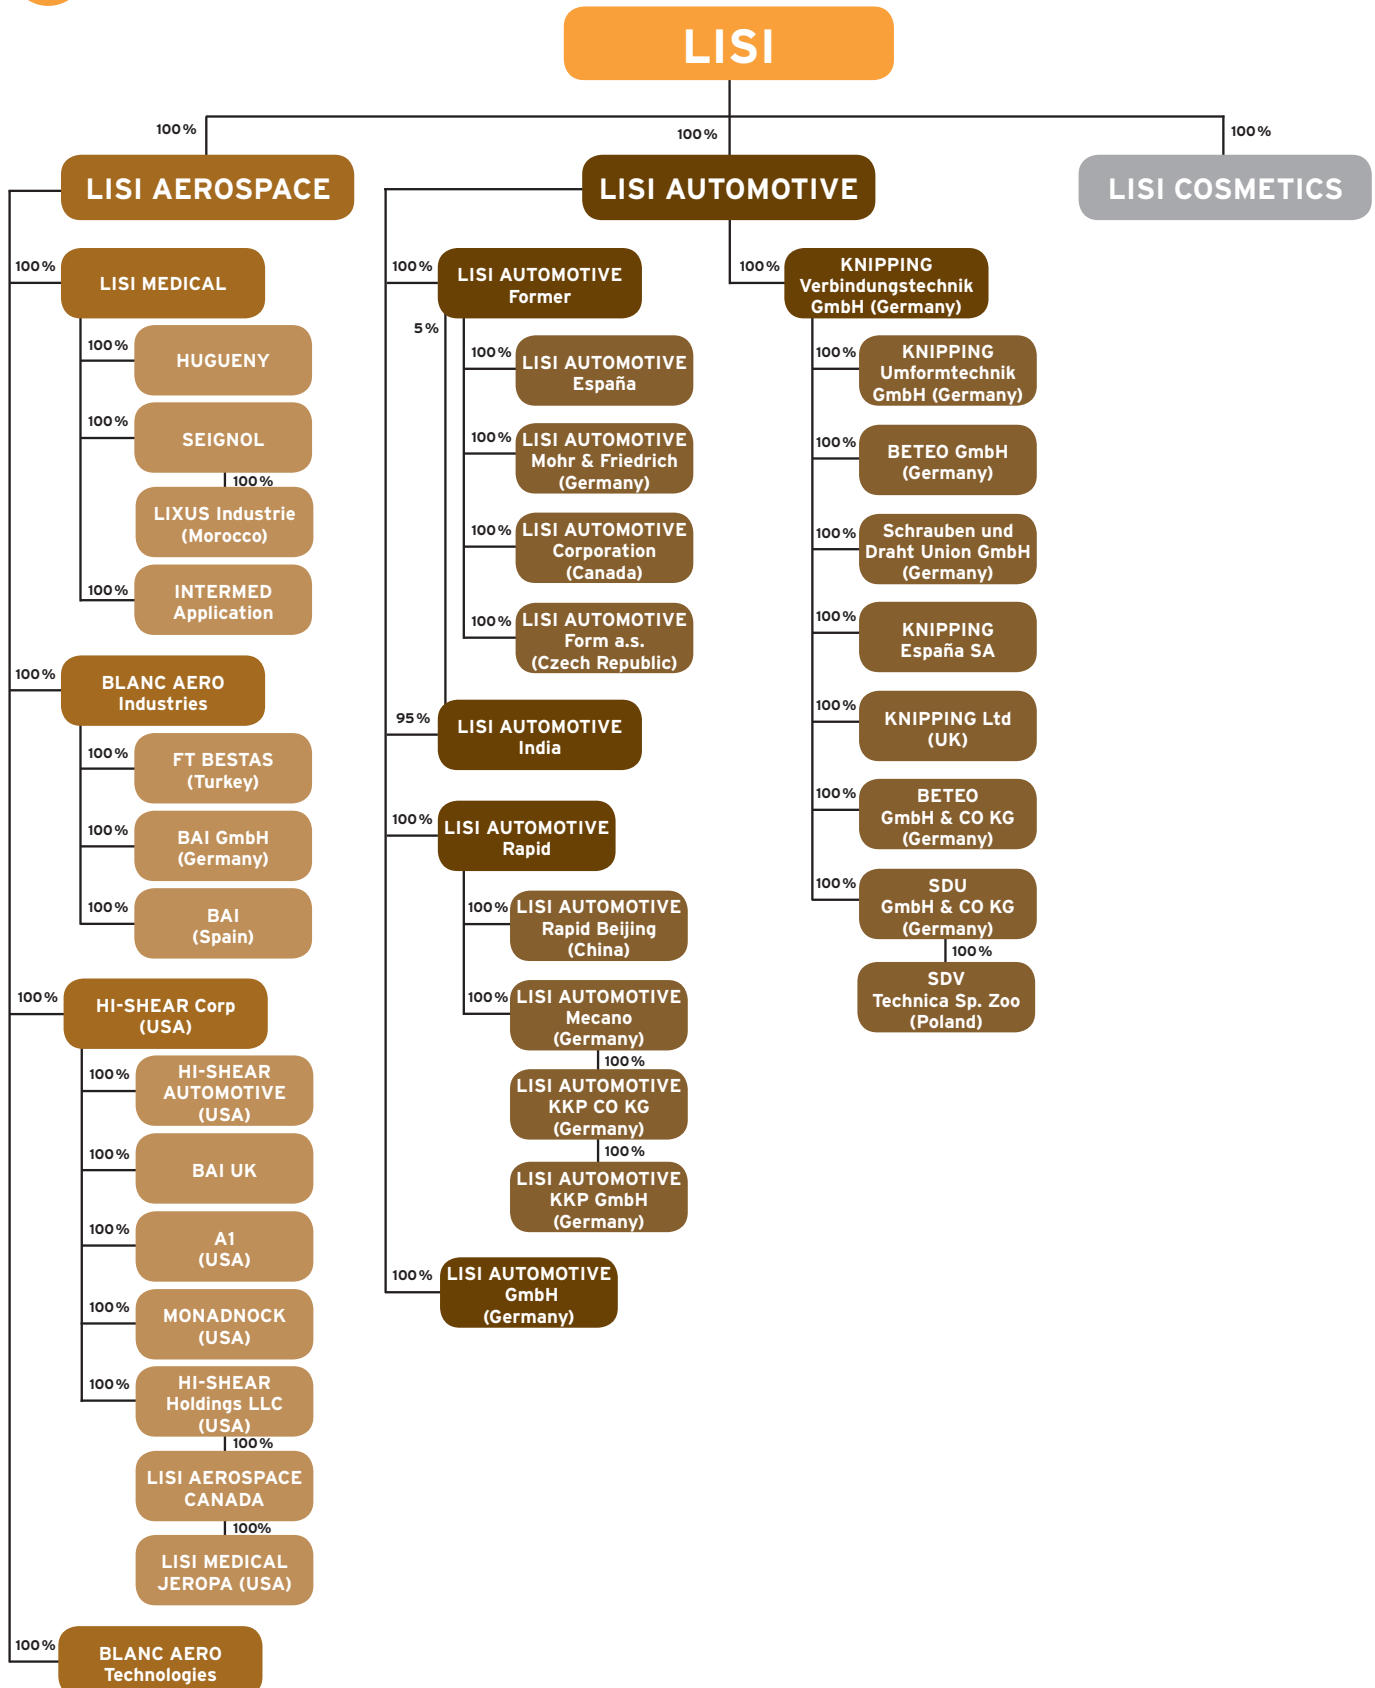 LISI
100%
100%
100%
LISI AEROSPACE
LISI AUTOMOTIVE
LISI COSMETICS
100%
LISI MEDICAL
100%
HUGUENY
100%
SEIGNOL
100%
LIXUS Industrie
(Morocco)
100%
INTERMED
Application
100%
BLANC AERO
Industries
100%
FT BESTAS
(Turkey)
100%
BAI GmbH
(Germany)
100%
BAI
(Spain)
100%
HI-SHEAR Corp
(USA)
100%
HI-SHEAR
AUTOMOTIVE
(USA)
100%
BAI UK
100%
A1
(USA)
100%
MONADNOCK
(USA)
100%
HI-SHEAR
Holdings LLC
(USA)
100%
LISI AEROSPACE
CANADA
100%
LISI MEDICAL
JEROPA (USA)
100%
BLANC AERO
Technologies
100%
LISI AUTOMOTIVE
Former
5%
100%
LISI AUTOMOTIVE
España
100%
LISI AUTOMOTIVE
Mohr & Friedrich
(Germany)
100%
LISI AUTOMOTIVE
Corporation
(Canada)
100%
LISI AUTOMOTIVE
Form a.s.
(Czech Republic)
95%
LISI AUTOMOTIVE
India
100%
LISI AUTOMOTIVE
Rapid
100%
LISI AUTOMOTIVE
Rapid Beijing
(China)
100%
LISI AUTOMOTIVE
Mecano
(Germany)
100%
LISI AUTOMOTIVE
KKP CO KG
(Germany)
100%
LISI AUTOMOTIVE
KKP GmbH
(Germany)
100%
LISI AUTOMOTIVE
GmbH
(Germany)
100%
KNIPPING
Verbindungstechnik
GmbH (Germany)
100%
KNIPPING
Umformtechnik
GmbH (Germany)
100%
BETEO GmbH
(Germany)
100%
Schrauben und
Draht Union GmbH
(Germany)
100%
KNIPPING
España SA
100%
KNIPPING Ltd
(UK)
100%
BETEO
GmbH & CO KG
(Germany)
100%
SDU
GmbH & CO KG
(Germany)
100%
SDV
Technica Sp. Zoo
(Poland)